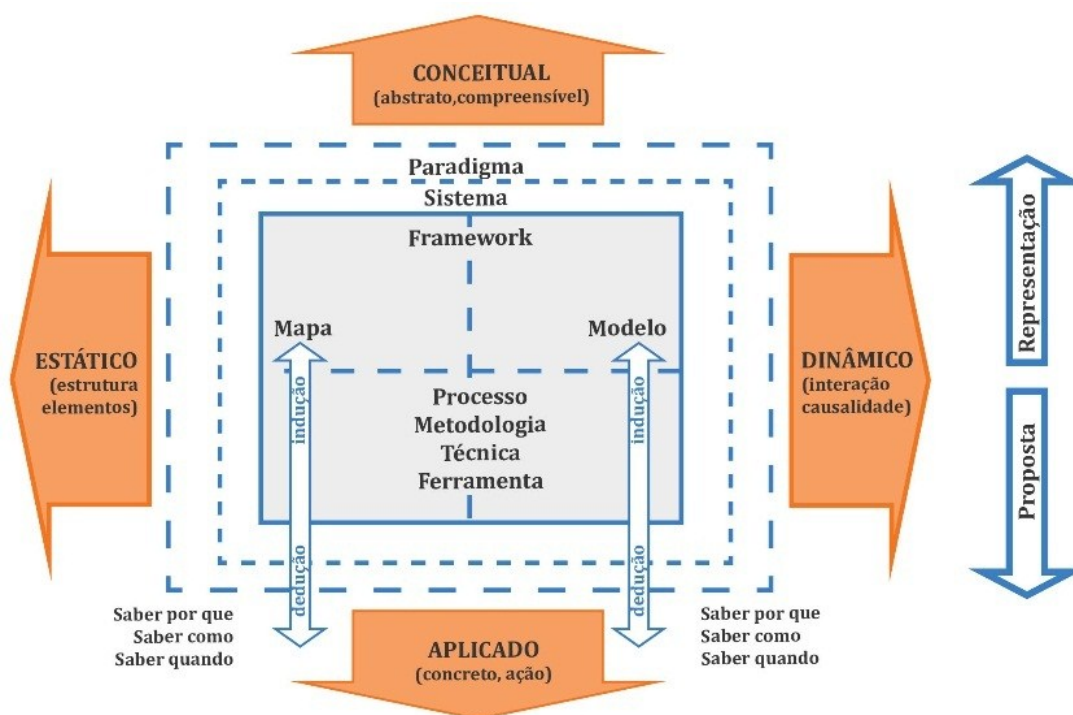 CONCEITUAL
(abstrato,compreensível)
Paradigma
Sistema
Framework
Mapa
Modelo
ESTÁTICO
(estrutura
elementos)
DINÂMICO
(interação
causalidade)
Representação
Proposta
indução
indução
Processo
Metodologia
Técnica
Ferramenta
dedução
dedução
Saber por que
Saber como
Saber quando
Saber por que
Saber como
Saber quando
APLICADO
(concreto, ação)